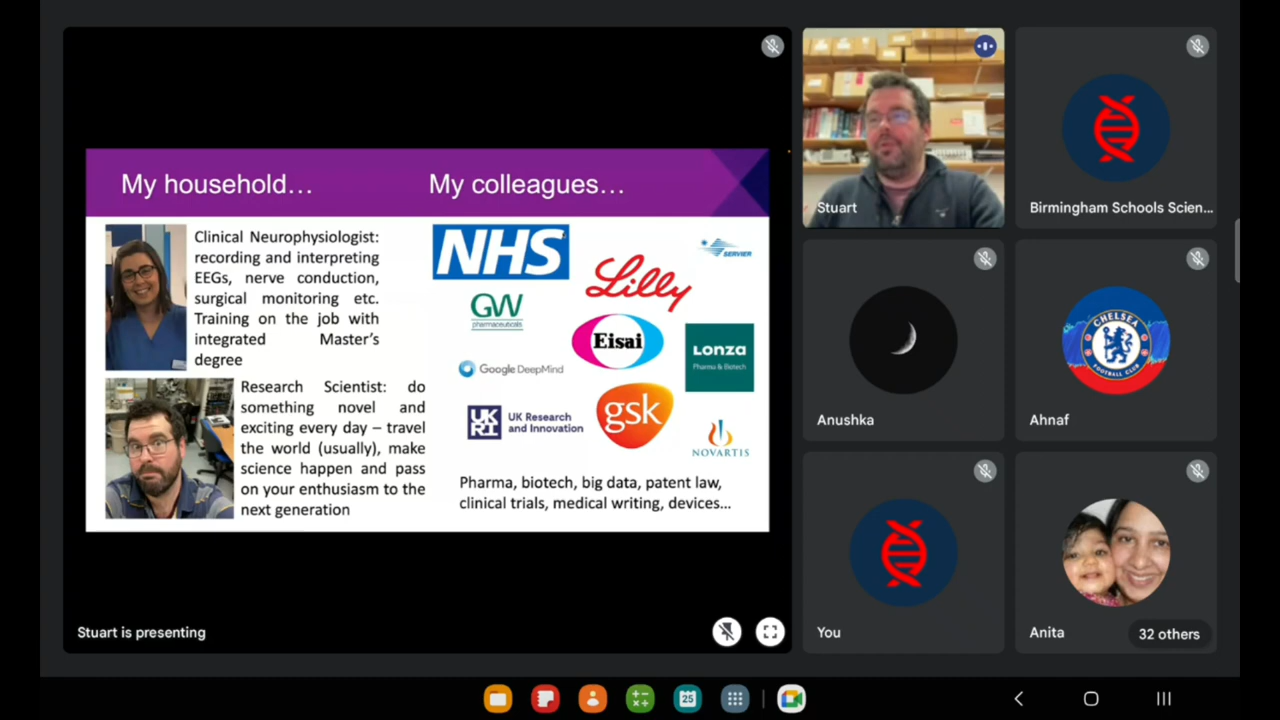 My household…
My colleagues…
Clinical Neurophysiologist:
recording and interpreting
EEGs, nerve conduction,
surgical monitoring etc.
Training on the job with
integrated Master's
degree
Research Scientist: do
something novel and
exciting every day – travel
the world (usually), make
science happen and pass
on your enthusiasm to the
next generation
NHS
SERVIER
Lilly
GW
pharmaceuticals
Eisai
Lonza
Pharma & Biotech
Google DeepMind
UK
RI
UK Research
and Innovation
gsk
NOVARTIS
Pharma, biotech, big data, patent law,
clinical trials, medical writing, devices…
Stuart is presenting
Stuart
Birmingham Schools Scien...
Anushka
CHELSEA
FOOTBALL CLUB
Ahnaf
You
Anita
32 others
25